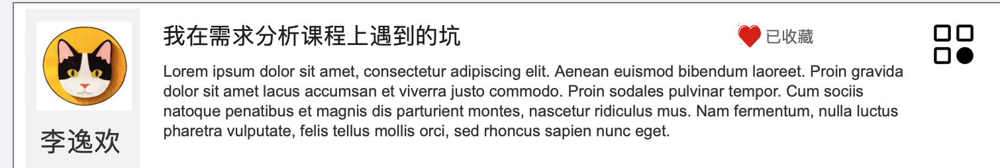 我在需求分析课程上遇到的坑
已收藏
Lorem ipsum dolor sit amet, consectetur adipiscing elit. Aenean euismod bibendum laoreet. Proin gravida
dolor sit amet lacus accumsan et viverra justo commodo. Proin sodales pulvinar tempor. Cum sociis
natoque penatibus et magnis dis parturient montes, nascetur ridiculus mus. Nam fermentum, nulla luctus
pharetra vulputate, felis tellus mollis orci, sed rhoncus sapien nunc eget.
李逸欢